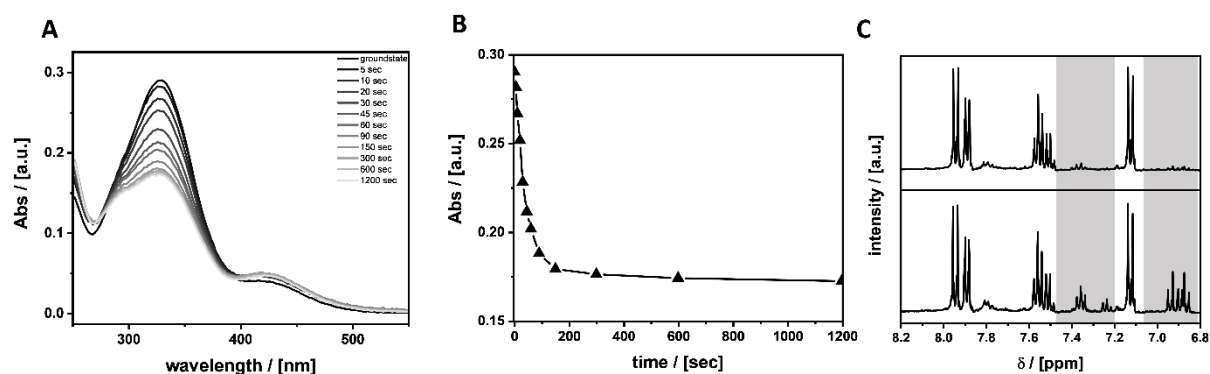 A
B
C
groundstate
5 sec
10 sec
20 sec
30 sec
45 sec
60 sec
90 sec
150 sec
300 sec
600 sec
1200 sec
Abs / [a.u.]
0.3
0.2
0.1
0.0
300
400
500
wavelength / [nm]
Abs / [a.u.]
0.30
0.25
0.20
0.15
0 200 400 600 800 1000 1200
time / [sec]
intensity / [a.u.]
8.2 8.0 7.8 7.6 7.4 7.2 7.0 6.8
δ / [ppm]